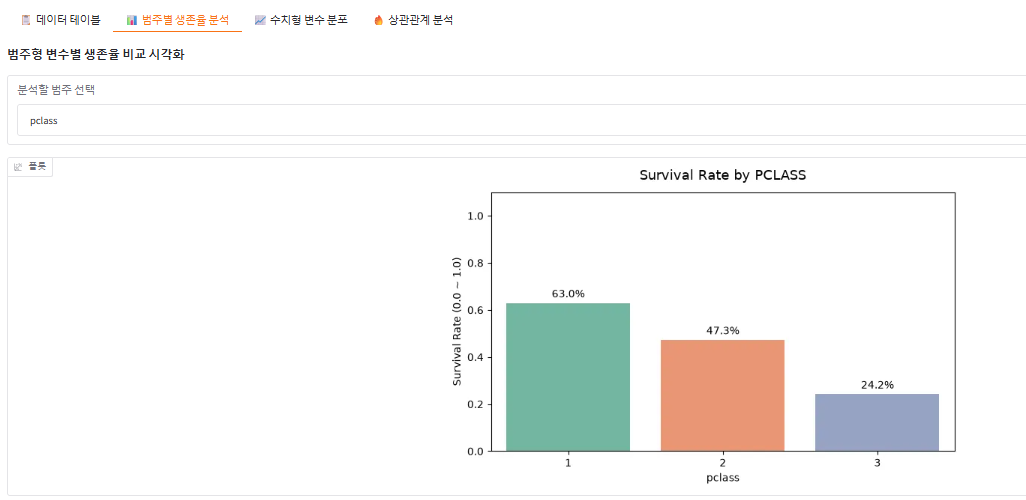 데이터 테이블 범주별 생존율 분석 수치형 변수 분포 상관관계 분석
범주형 변수별 생존율 비교 시각화
분석할 범주 선택
pclass
플롯
Survival Rate by PCLASS
Survival Rate (0.0 ~ 1.0)
1.0
0.8
0.6
0.4
0.2
0.0
63.0%
47.3%
24.2%
1 2 3
pclass